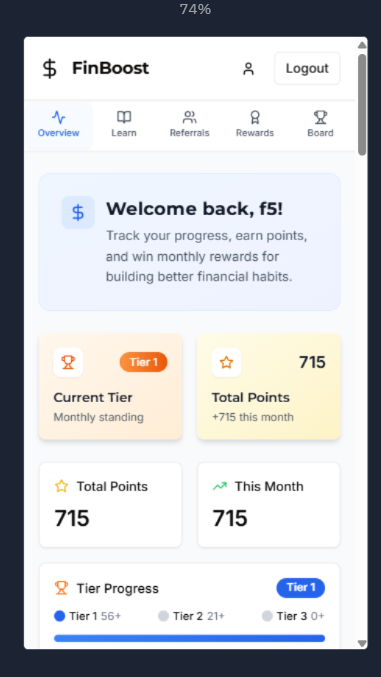 74%
FinBoost
Logout
Overview
Learn
Referrals
Rewards
Board
Welcome back, f5!
Track your progress, earn points,
and win monthly rewards for
building better financial habits.
Tier 1
Current Tier
Monthly standing
715
Total Points
+715 this month
Total Points
715
This Month
715
Tier Progress
Tier 1
Tier 1 56+
Tier 2 21+
Tier 3 0+